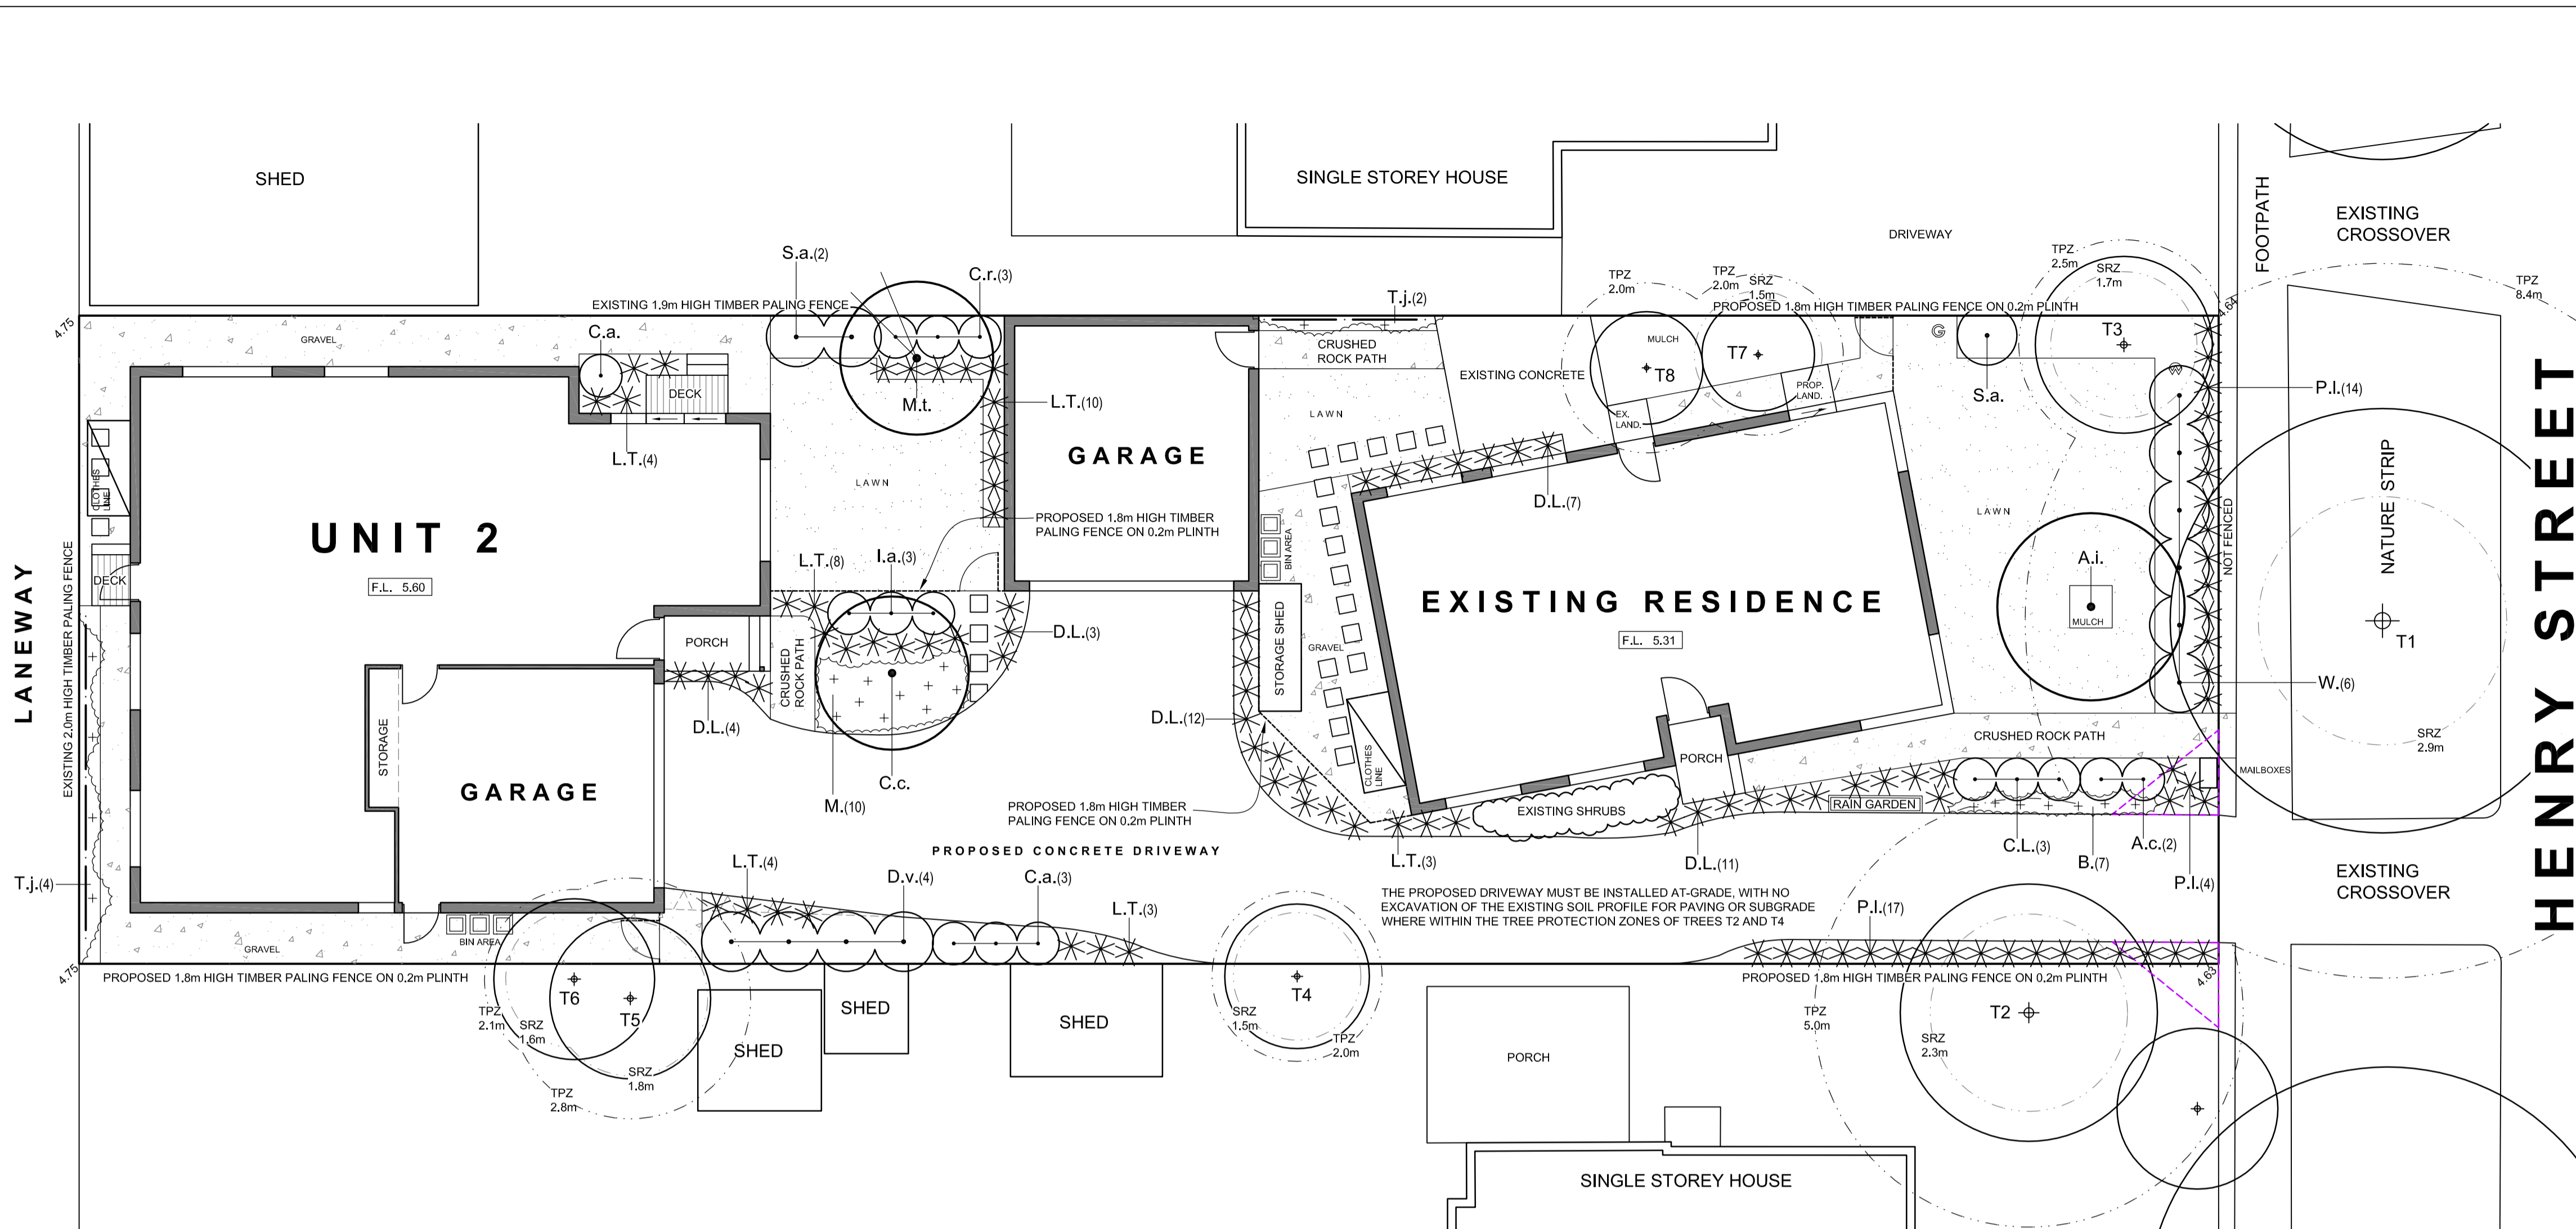 SHED
SINGLE STOREY HOUSE
FOOTPATH
EXISTING
CROSSOVER
DRIVEWAY
S.a.(2)
C.r.(3)
TPZ
2.0m
TPZ
2.0m
SRZ
1.5m
TPZ
2.5m
SRZ
1.7m
TPZ
8.4m
EXISTING 1.9m HIGH TIMBER PALING FENCE
T.j.(2)
PROPOSED 1.8m HIGH TIMBER PALING FENCE ON 0.2m PLINTH
4.75
4.64
GRAVEL
C.a.
CRUSHED
ROCK PATH
MULCH
T7
T8
T3
G
W
EXISTING CONCRETE
PROP.
LAND.
EX.
LAND.
S.a.
P.l.(14)
DECK
M.t.
L.T.(10)
LAWN
GARAGE
L.T.(4)
CLOTHES
LINE
LAWN
D.L.(7)
LAWN
NATURE STRIP
NOT FENCED
HENRY STREET
LANEWAY
EXISTING 2.0m HIGH TIMBER PALING FENCE
UNIT 2
F.L. 5.60
DECK
PROPOSED 1.8m HIGH TIMBER
PALING FENCE ON 0.2m PLINTH
L.T.(8)
I.a.(3)
BIN AREA
A.i.
MULCH
EXISTING RESIDENCE
F.L. 5.31
T1
PORCH
D.L.(3)
STORAGE SHED
GRAVEL
CRUSHED
ROCK PATH
W.(6)
D.L.(4)
D.L.(12)
STORAGE
GARAGE
C.c.
M.(10)
CLOTHES
LINE
PORCH
CRUSHED ROCK PATH
SRZ
2.9m
MAILBOXES
PROPOSED 1.8m HIGH TIMBER
PALING FENCE ON 0.2m PLINTH
EXISTING SHRUBS
RAIN GARDEN
PROPOSED CONCRETE DRIVEWAY
L.T.(3)
D.L.(11)
C.L.(3)
B.(7)
A.c.(2)
P.l.(4)
T.j.(4)
L.T.(4)
D.v.(4)
C.a.(3)
L.T.(3)
THE PROPOSED DRIVEWAY MUST BE INSTALLED AT-GRADE, WITH NO
EXCAVATION OF THE EXISTING SOIL PROFILE FOR PAVING OR SUBGRADE
WHERE WITHIN THE TREE PROTECTION ZONES OF TREES T2 AND T4
P.l.(17)
EXISTING
CROSSOVER
GRAVEL
BIN AREA
4.75
PROPOSED 1.8m HIGH TIMBER PALING FENCE ON 0.2m PLINTH
PROPOSED 1.8m HIGH TIMBER PALING FENCE ON 0.2m PLINTH
4.63
T6
T5
T4
T2
TPZ
2.1m
SRZ
1.6m
SRZ
1.8m
TPZ
2.8m
SHED
SHED
SHED
SRZ
1.5m
TPZ
2.0m
TPZ
5.0m
SRZ
2.3m
PORCH
SINGLE STOREY HOUSE